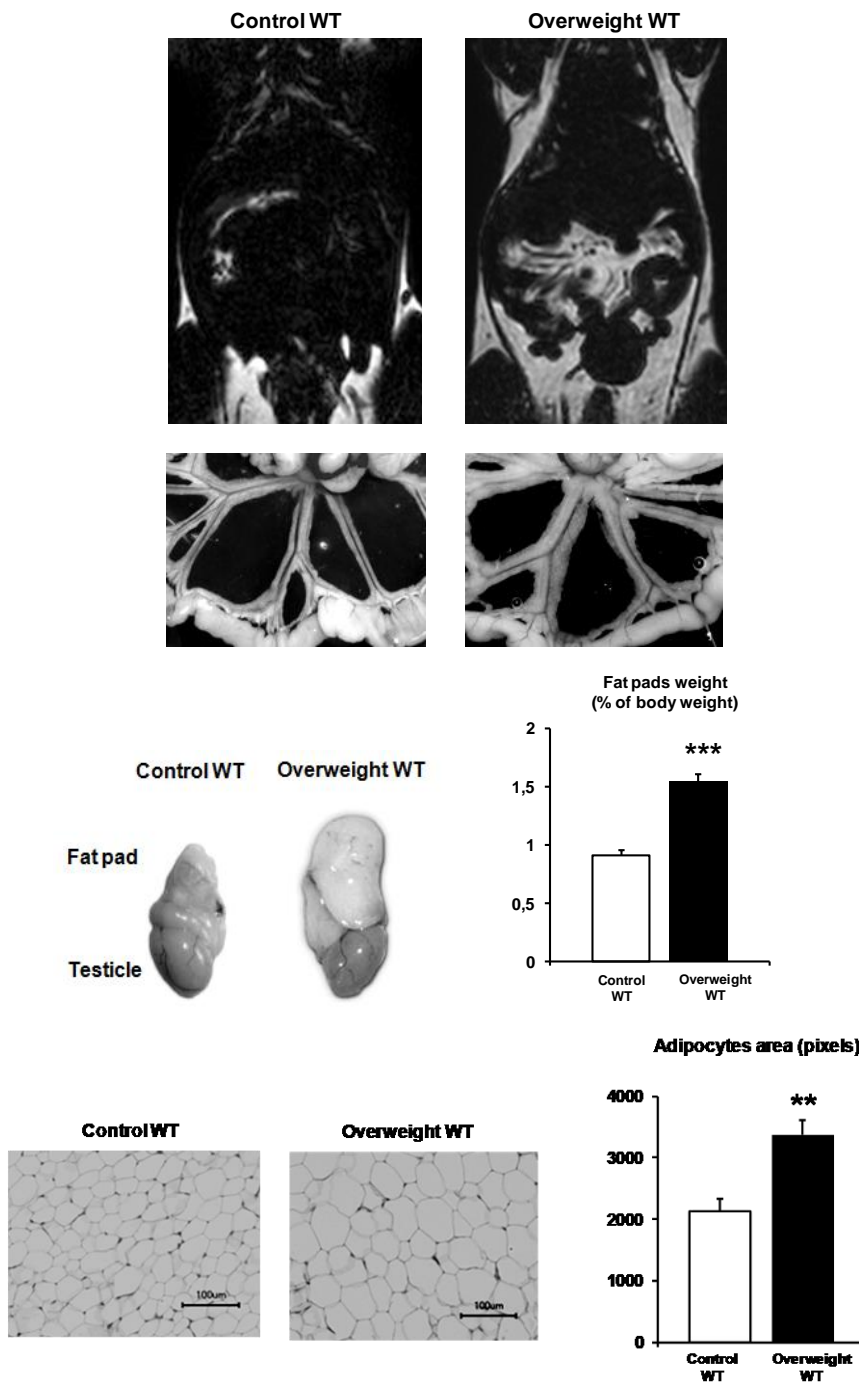 Control WT
Overweight WT
Fat pads weight
(% of body weight)
2
1,5
1
0,5
0
***
Control
WT
Overweight
WT
Control WT
Overweight WT
Fat pad
Testicle
Adipocytes area (pixels)
4000
3000
2000
1000
0
**
Control
WT
Overweight
WT
Control WT
Overweight WT
100um
100um